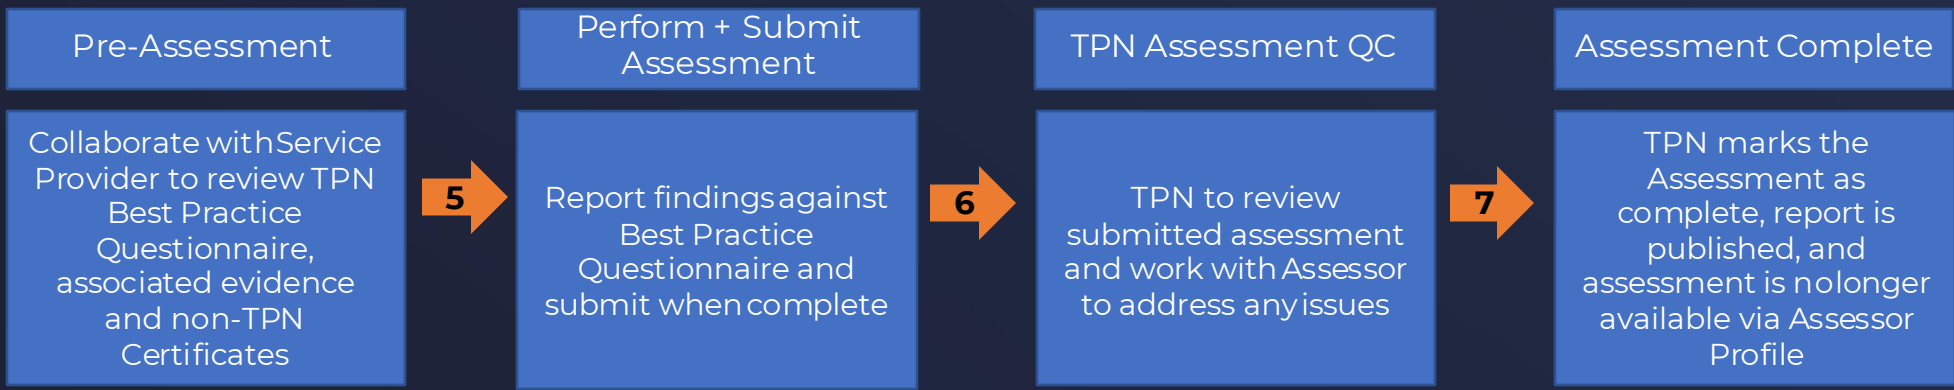 Pre-Assessment
Perform + Submit
Assessment
TPN Assessment QC
Assessment Complete
Collaborate with Service
Provider to review TPN
Best Practice
Questionnaire,
associated evidence
and non-TPN
Certificates
5
Report findings against
Best Practice
Questionnaire and
submit when complete
6
TPN to review
submitted assessment
and work with Assessor
to address any issues
7
TPN marks the
Assessment as
complete, report is
published, and
assessment is no longer
available via Assessor
Profile